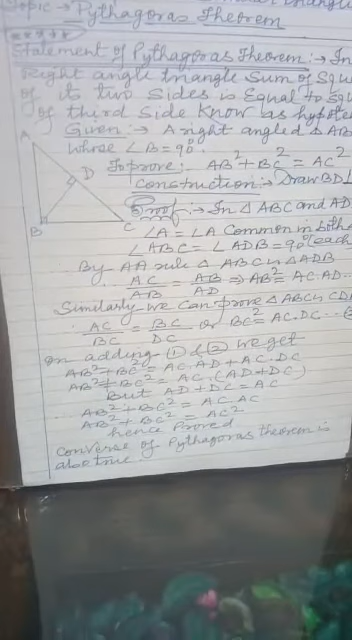 Topic → Pythagoras Theorem
Statement of Pythagoras Theorem :→ In
Right angle triangle Sum of Squ
of its two sides is Equal to Squ
of third Side Know as hypote
Given :→ A right angled △ AB
whose ∠B = 90°.
To prove: AB² + BC² = AC²
Construction :→ Draw BD⊥
Proof :→ In △ ABC and AD
∠A = ∠A Common in both
∠ABC = ∠ADB = 90° (each
By AA rule △ ABC ~ △ADB
AC/AB = AB/AD ⇒ AB² = AC.AD...
Similarly we can prove △ ABC ~ CD
∴ AC/BC = BC/DC or BC² = AC.DC...
on adding ① & ② we get
AB² + BC² = AC.AD + AC.DC
AB² + BC² = AC.(AD+DC)
but AD + DC = AC
AB² + BC² = AC.AC
AB² + BC² = AC²
hence Proved
Converse of Pythagoras theorem is
also true
A
D
B
C